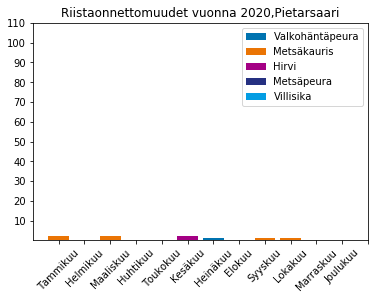 Riistaonnettomuudet vuonna 2020,Pietarsaari
110
100
90
80
70
60
50
40
30
20
10
Valkohäntäpeura
Metsäkauris
Hirvi
Metsäpeura
Villisika
Tammikuu
Helmikuu
Maaliskuu
Huhtikuu
Toukokuu
Kesäkuu
Heinäkuu
Elokuu
Syyskuu
Lokakuu
Marraskuu
Joulukuu